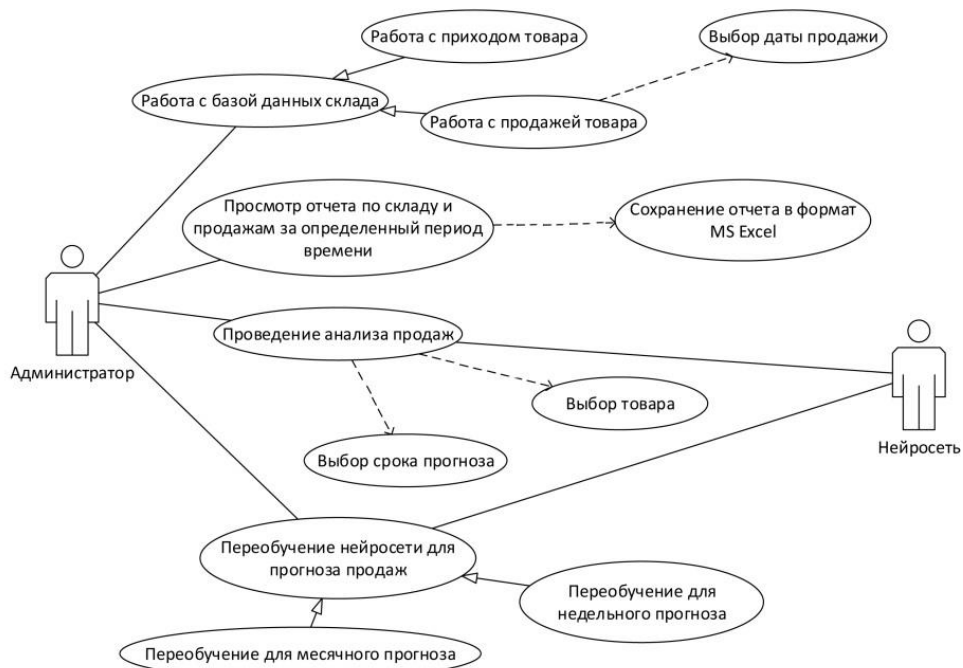 Работа с приходом товара
Выбор даты продажи
Работа с базой данных склада
Работа с продажей товара
Просмотр отчета по складу и
продажам за определенный период
времени
Сохранение отчета в формат
MS Excel
Проведение анализа продаж
Администратор
Выбор товара
Нейросеть
Выбор срока прогноза
Переобучение нейросети для
прогноза продаж
Переобучение для
недельного прогноза
Переобучение для месячного прогноза